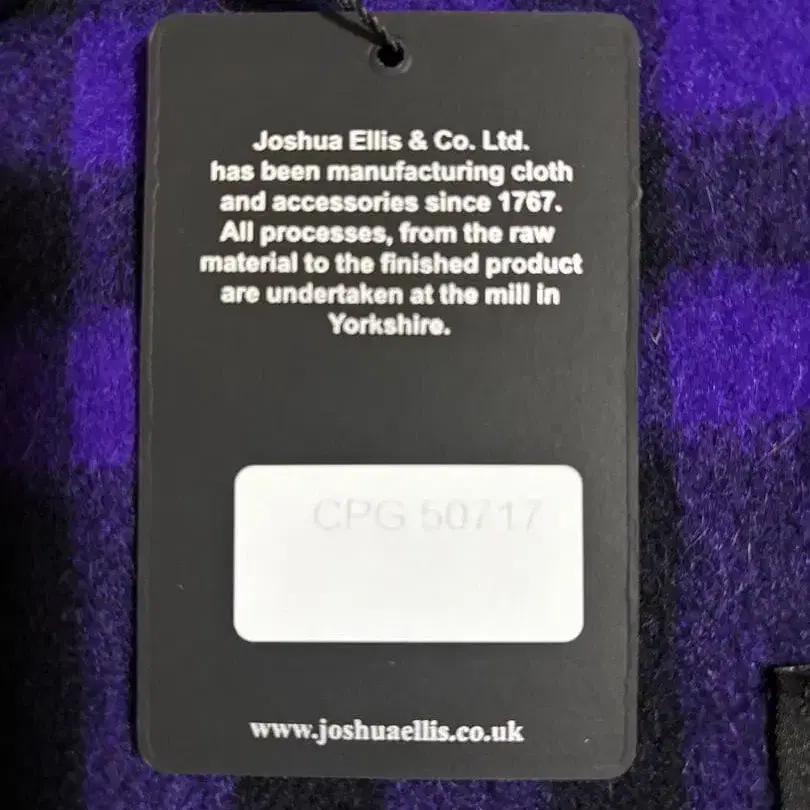 Joshua Ellis & Co. Ltd.
has been manufacturing cloth
and accessories since 1767.
All processes, from the raw
material to the finished product
are undertaken at the mill in
Yorkshire.
CPG 50717
www.joshuaellis.co.uk